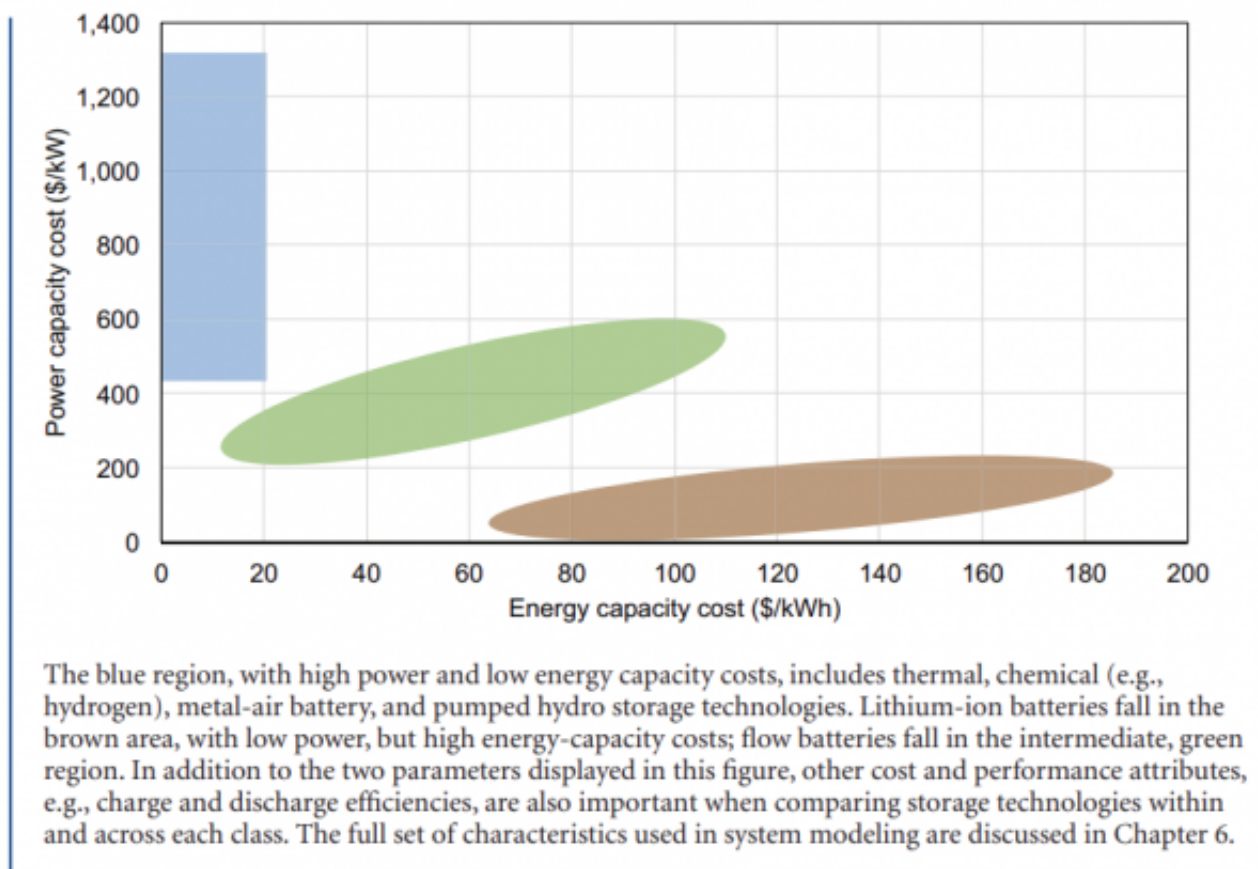 1,400
1,200
1,000
800
600
400
200
0
Power capacity cost ($/kW)
0 20 40 60 80 100 120 140 160 180 200
Energy capacity cost ($/kWh)
The blue region, with high power and low energy capacity costs, includes thermal, chemical (e.g.,
hydrogen), metal-air battery, and pumped hydro storage technologies. Lithium-ion batteries fall in the
brown area, with low power, but high energy-capacity costs; flow batteries fall in the intermediate, green
region. In addition to the two parameters displayed in this figure, other cost and performance attributes,
e.g., charge and discharge efficiencies, are also important when comparing storage technologies within
and across each class. The full set of characteristics used in system modeling are discussed in Chapter 6.